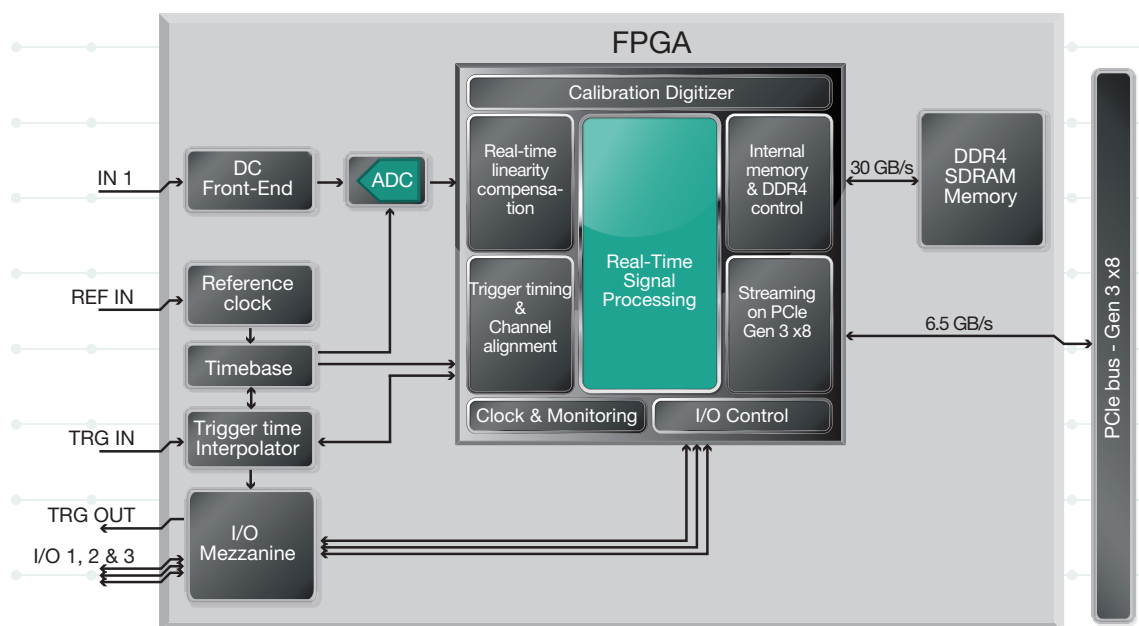 FPGA
Calibration Digitizer
Real-time
linearity
compensa-
tion
Internal
memory
& DDR4
control
Real-Time
Signal
Processing
Trigger timing
&
Channel
alignment
Streaming
on PCIe
Gen 3 x8
Clock & Monitoring
I/O Control
IN 1
DC
Front-End
ADC
REF IN
Reference
clock
Timebase
TRG IN
Trigger time
Interpolator
TRG OUT
I/O 1, 2 & 3
I/O
Mezzanine
30 GB/s
DDR4
SDRAM
Memory
6.5 GB/s
PCIe bus - Gen 3 x8